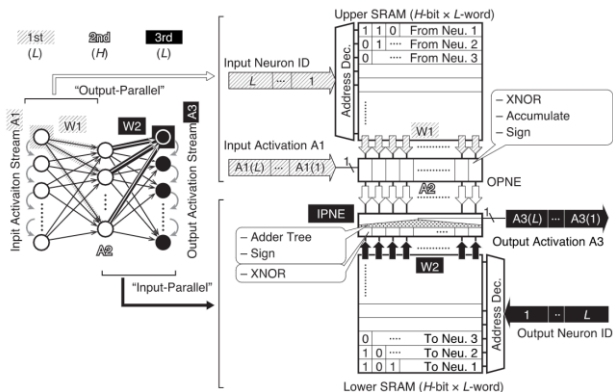 1st
(L)
2nd
(H)
3rd
(L)
"Output-Parallel"
Inpit Activaiton Stream A1
W1
W2
A2
Output Activation Stream A3
"Input-Parallel"
Upper SRAM (H-bit × L-word)
Input Neuron ID
L ··· 1
Address Dec.
1 1 0 ···· From Neu. 1
0 1 ···· From Neu. 2
0 ···· From Neu. 3
W1
– XNOR
– Accumulate
– Sign
Input Activation A1
A1(L) ··· A1(1)
1
A2
OPNE
IPNE
1
A3(L) ··· A3(1)
Output Activation A3
– Adder Tree
– Sign
– XNOR
W2
Address Dec.
1 ·· L
Output Neuron ID
0 ···· To Neu. 3
1 0 ···· To Neu. 2
1 0 1 ···· To Neu. 1
Lower SRAM (H-bit × L-word)